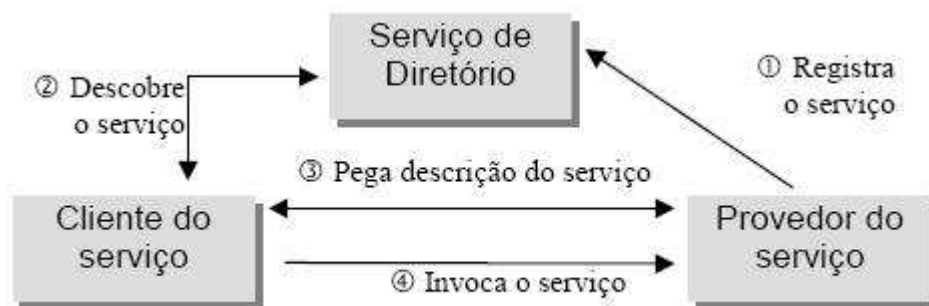 Serviço de
Diretório
① Registra
o serviço
② Descobre
o serviço
③ Pega descrição do serviço
Cliente do
serviço
Provedor do
serviço
④ Invoca o serviço